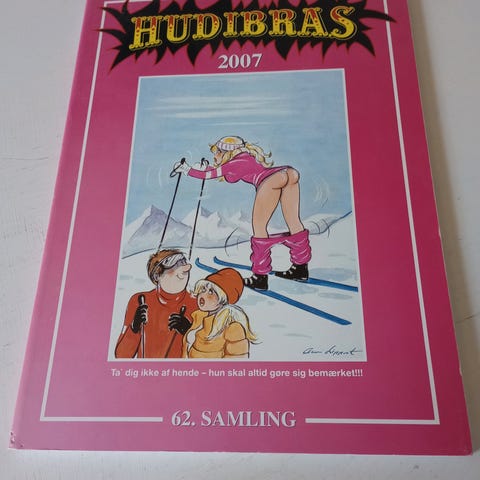 HUDIBRAS
2007
Ta' dig ikke af hende – hun skal altid gøre sig bemærket!!!
62. SAMLING